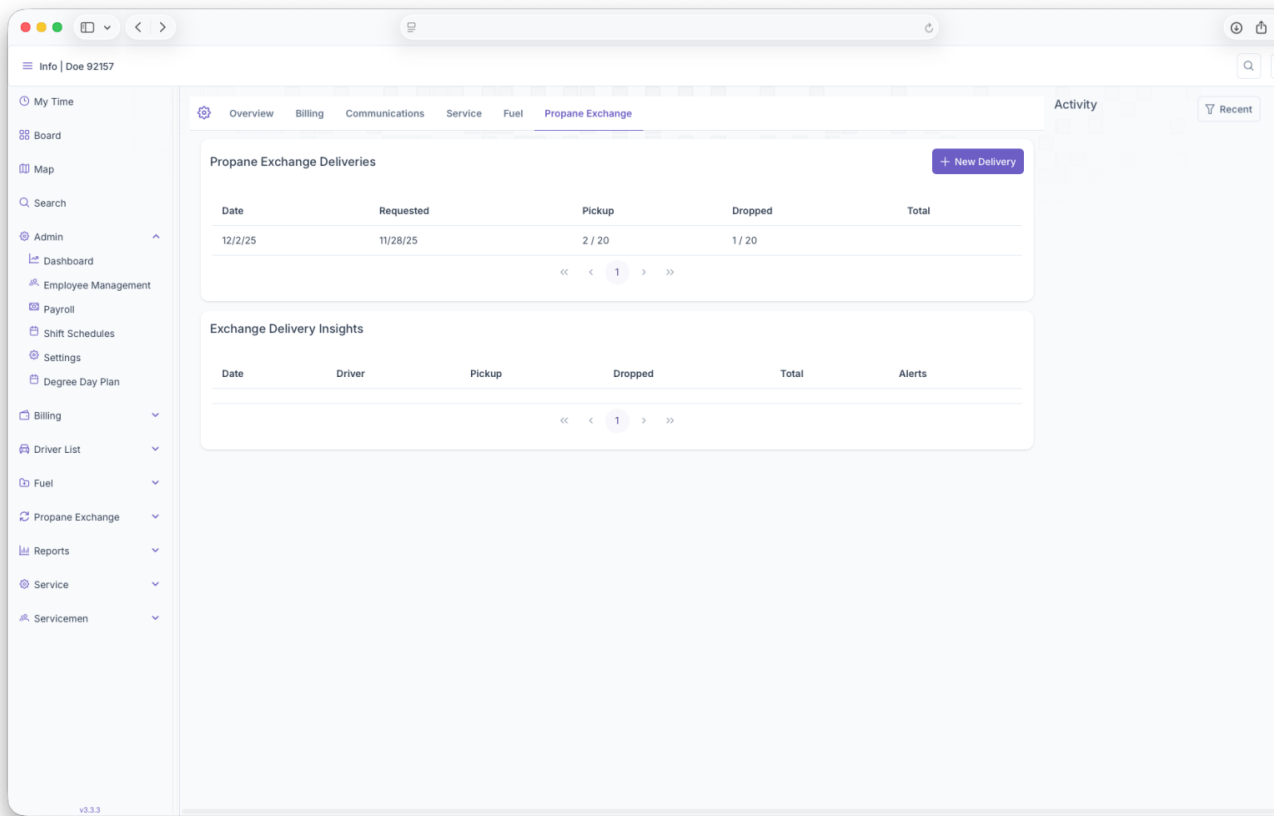 Info | Doe 92157
My Time
Board
Map
Search
Admin
Dashboard
Employee Management
Payroll
Shift Schedules
Settings
Degree Day Plan
Billing
Driver List
Fuel
Propane Exchange
Reports
Service
Servicemen
v3.3.3
Overview Billing Communications Service Fuel Propane Exchange
Propane Exchange Deliveries
+ New Delivery
Date Requested Pickup Dropped Total
12/2/25 11/28/25 2 / 20 1 / 20
« ‹ 1 › »
Exchange Delivery Insights
Date Driver Pickup Dropped Total Alerts
« ‹ 1 › »
Activity
Recent